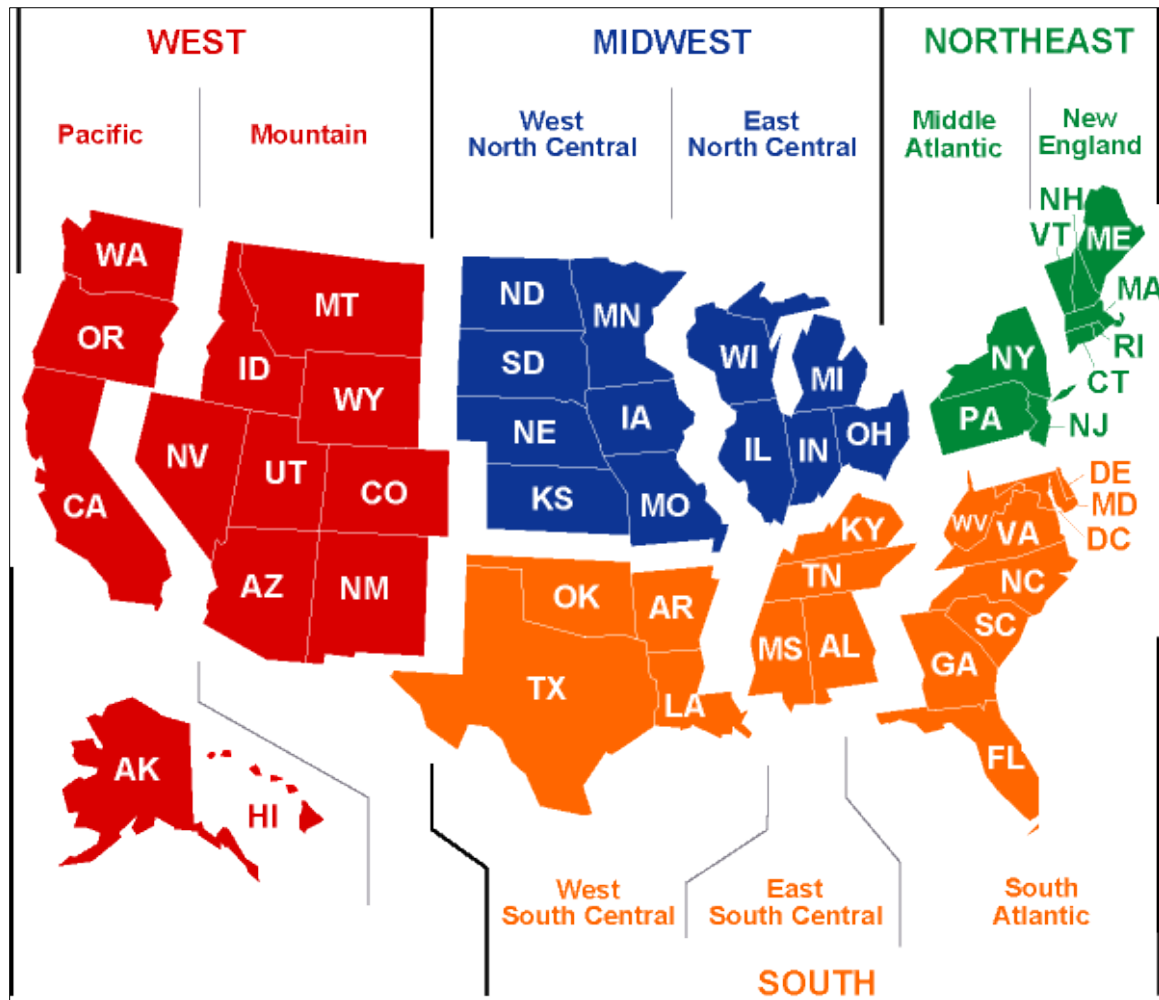 WEST
MIDWEST
NORTHEAST
Pacific
Mountain
West
North Central
East
North Central
Middle
Atlantic
New
England
WA
OR
CA
MT
ID
WY
NV
UT
CO
AZ
NM
AK
HI
ND
SD
NE
KS
MN
IA
MO
WI
MI
IL
IN
OH
NH
VT
ME
MA
RI
CT
NY
PA
NJ
DE
MD
DC
WV
VA
NC
SC
GA
FL
KY
TN
MS
AL
OK
AR
TX
LA
West
South Central
East
South Central
South
Atlantic
SOUTH